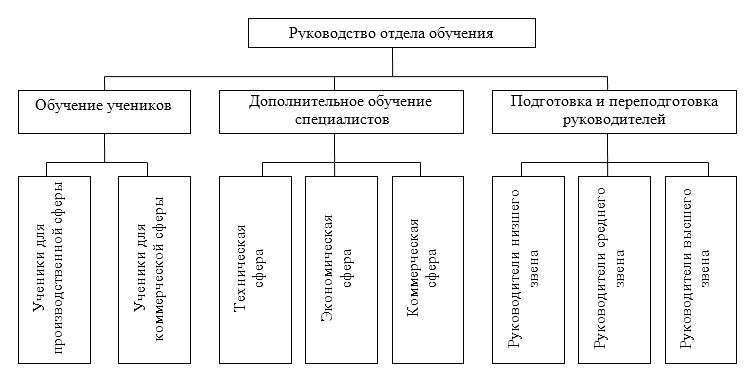 Руководство отдела обучения
Обучение учеников
Дополнительное обучение
специалистов
Подготовка и переподготовка
руководителей
Ученики для
производственной сферы
Ученики для
коммерческой сферы
Техническая
сфера
Экономическая
сфера
Коммерческая
сфера
Руководители низшего
звена
Руководители среднего
звена
Руководители высшего
звена